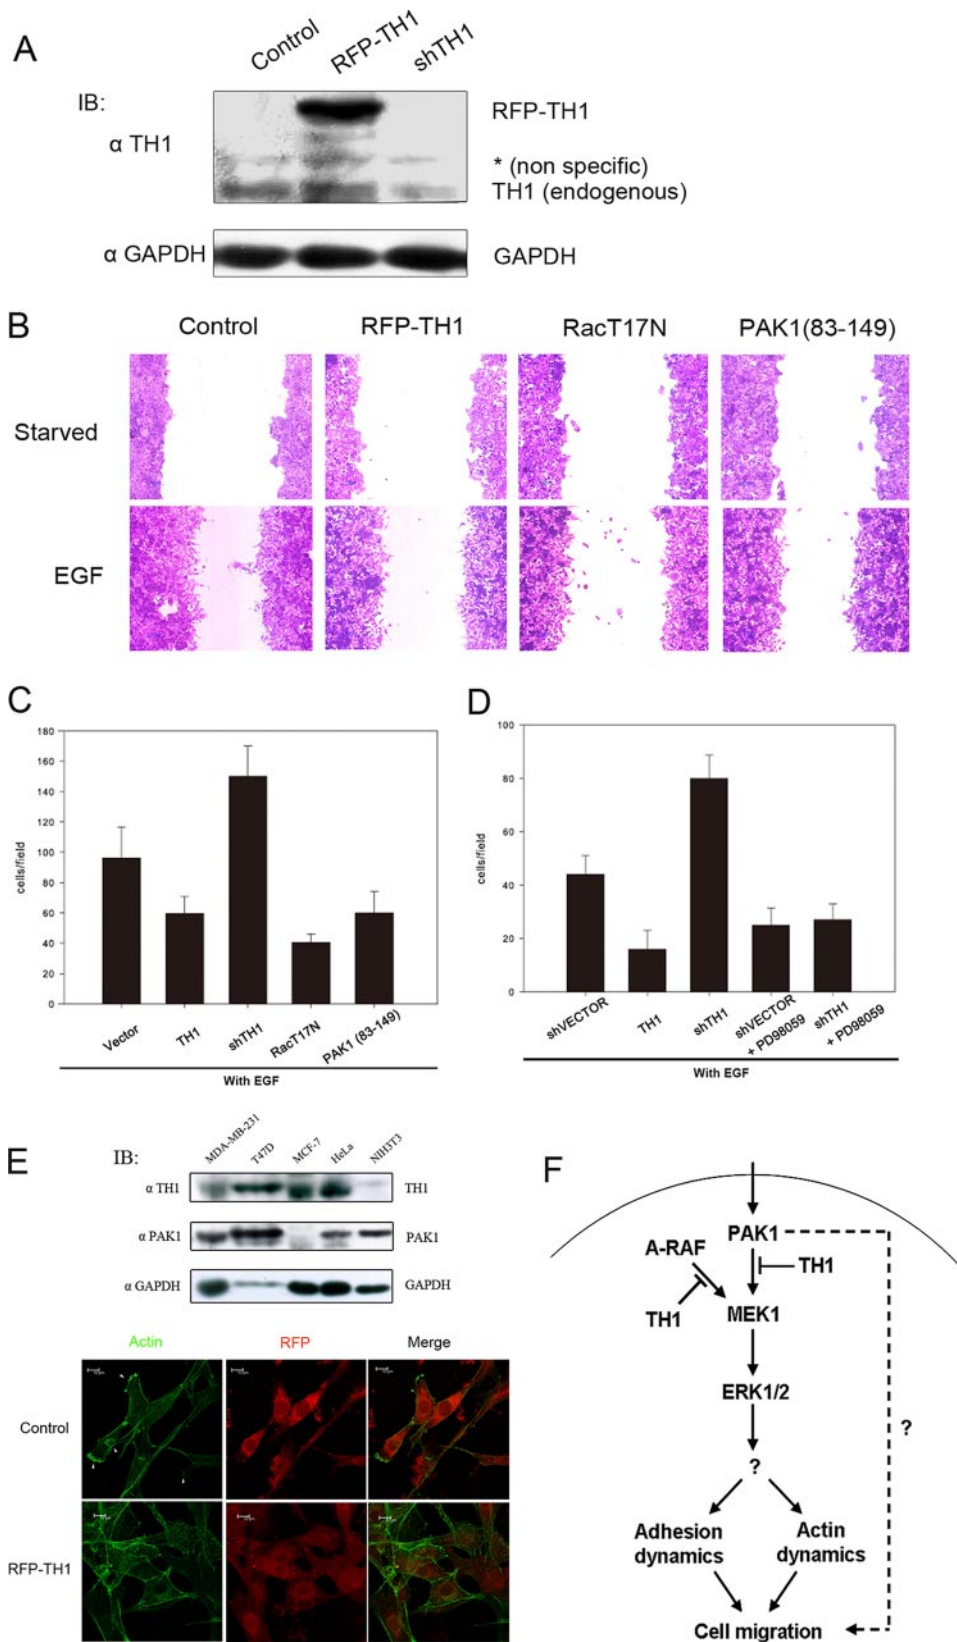 A
Control
RFP-TH1
shTH1
IB:
α TH1
RFP-TH1
* (non specific)
TH1 (endogenous)
α GAPDH
GAPDH
B
Control
RFP-TH1
RacT17N
PAK1(83-149)
Starved
EGF
C
cells/field
180
160
140
120
100
80
60
40
20
0
Vector
TH1
shTH1
RacT17N
PAK1 (83-149)
With EGF
D
cells/field
100
80
60
40
20
0
shVECTOR
TH1
shTH1
shVECTOR
+ PD98059
shTH1
+ PD98059
With EGF
E
IB:
MDA-MB-231
T47D
MCF-7
HeLa
NIH3T3
α TH1
TH1
α PAK1
PAK1
α GAPDH
GAPDH
Actin
RFP
Merge
Control
RFP-TH1
F
PAK1
A-RAF
TH1
TH1
MEK1
ERK1/2
?
?
Adhesion
dynamics
Actin
dynamics
Cell migration